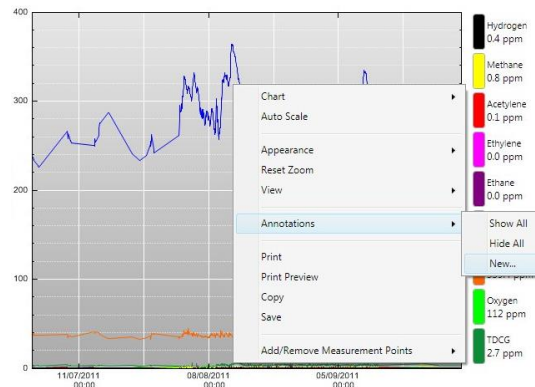 400
300
200
100
0
11/07/2011
00:00
08/08/2011
00:00
05/09/2011
00:00
Chart
Auto Scale
Appearance
Reset Zoom
View
Annotations
Print
Print Preview
Copy
Save
Add/Remove Measurement Points
Show All
Hide All
New...
Hydrogen
0.4 ppm
Methane
0.8 ppm
Acetylene
0.1 ppm
Ethylene
0.0 ppm
Ethane
0.0 ppm
Oxygen
112 ppm
TDCG
2.7 ppm